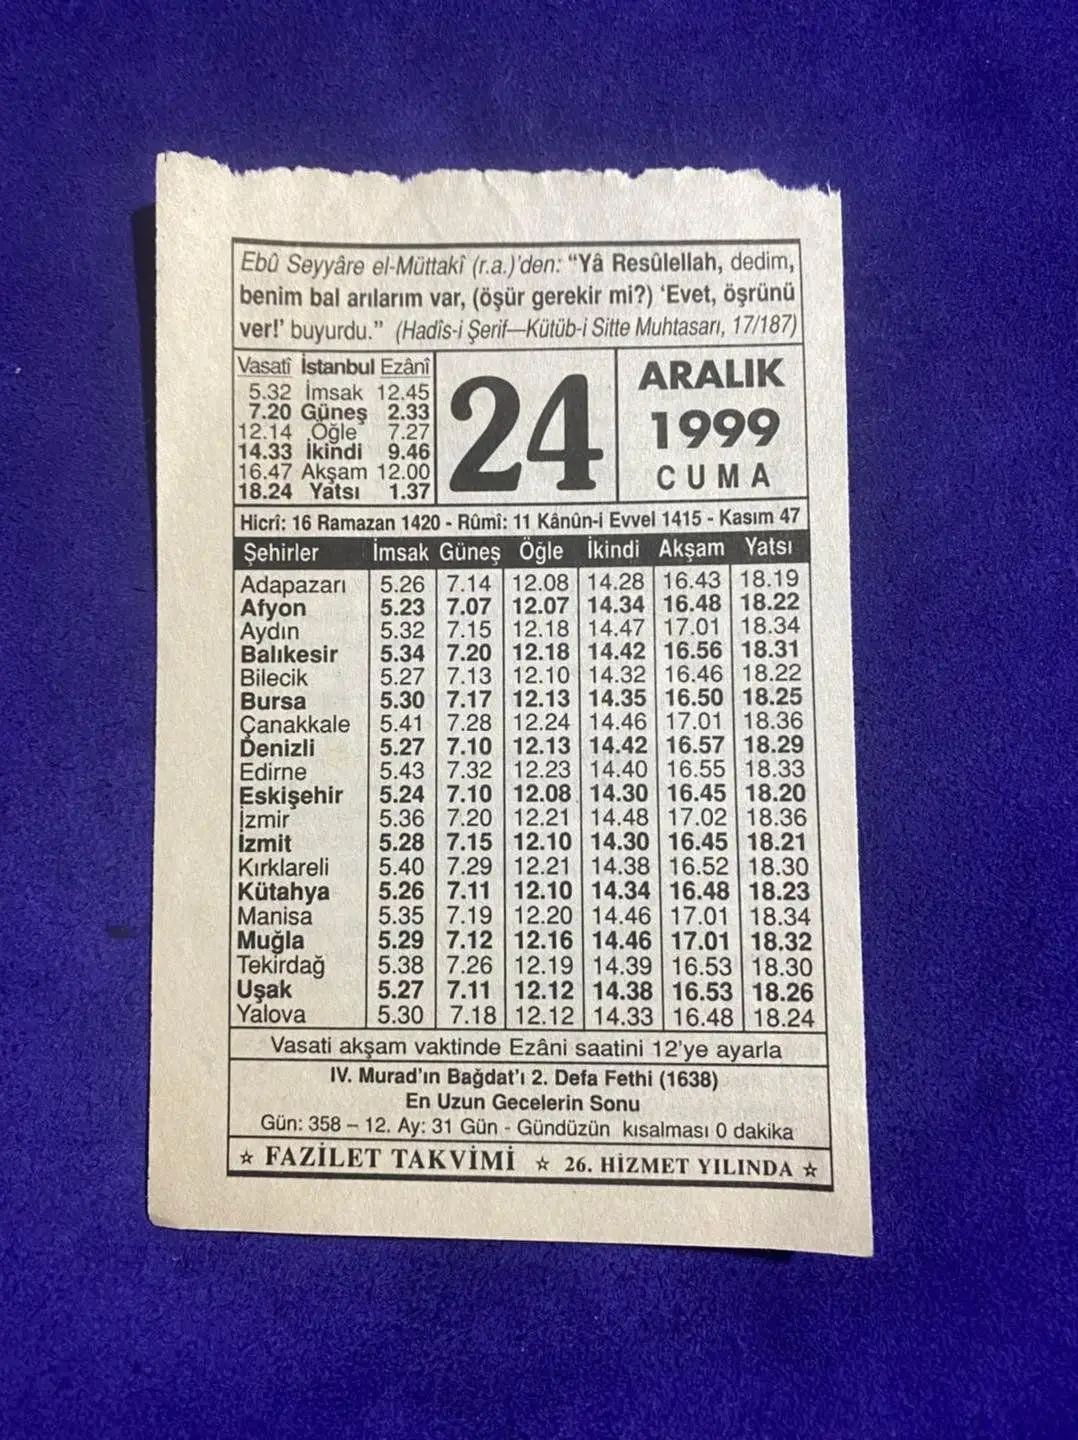 Ebû Seyyâre el-Müttakî (r.a.)'den: “Yâ Resûlellah, dedim,
benim bal arılarım var, (öşür gerekir mi?) ‘Evet, öşrünü
ver!’ buyurdu.” (Hadîs-i Şerif—Kütüb-i Sitte Muhtasarı, 17/187)
Vasatî İstanbul Ezânî
5.32 İmsak 12.45
7.20 Güneş 2.33
12.14 Öğle 7.27
14.33 İkindi 9.46
16.47 Akşam 12.00
18.24 Yatsı 1.37
24
ARALIK
1999
CUMA
Hicrî: 16 Ramazan 1420 - Rûmî: 11 Kânûn-i Evvel 1415 - Kasım 47
Şehirler İmsak Güneş Öğle İkindi Akşam Yatsı
Adapazarı 5.26 7.14 12.08 14.28 16.43 18.19
Afyon 5.23 7.07 12.07 14.34 16.48 18.22
Aydın 5.32 7.15 12.18 14.47 17.01 18.34
Balıkesir 5.34 7.20 12.18 14.42 16.56 18.31
Bilecik 5.27 7.13 12.10 14.32 16.46 18.22
Bursa 5.30 7.17 12.13 14.35 16.50 18.25
Çanakkale 5.41 7.28 12.24 14.46 17.01 18.36
Denizli 5.27 7.10 12.13 14.42 16.57 18.29
Edirne 5.43 7.32 12.23 14.40 16.55 18.33
Eskişehir 5.24 7.10 12.08 14.30 16.45 18.20
İzmir 5.36 7.20 12.21 14.48 17.02 18.36
İzmit 5.28 7.15 12.10 14.30 16.45 18.21
Kırklareli 5.40 7.29 12.21 14.38 16.52 18.30
Kütahya 5.26 7.11 12.10 14.34 16.48 18.23
Manisa 5.35 7.19 12.20 14.46 17.01 18.34
Muğla 5.29 7.12 12.16 14.46 17.01 18.32
Tekirdağ 5.38 7.26 12.19 14.39 16.53 18.30
Uşak 5.27 7.11 12.12 14.38 16.53 18.26
Yalova 5.30 7.18 12.12 14.33 16.48 18.24
Vasati akşam vaktinde Ezâni saatini 12'ye ayarla
IV. Murad'ın Bağdat'ı 2. Defa Fethi (1638)
En Uzun Gecelerin Sonu
Gün: 358 – 12. Ay: 31 Gün - Gündüzün kısalması 0 dakika
☆ FAZİLET TAKVİMİ ☆ 26. HİZMET YILINDA ☆